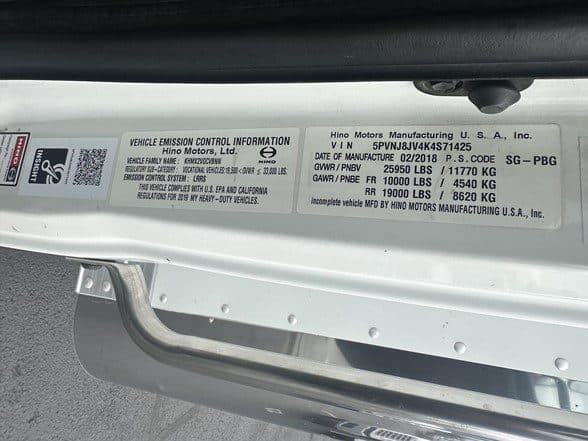 HINO
INSIGHT
VEHICLE EMISSION CONTROL INFORMATION
Hino Motors, Ltd.
HINO
VEHICLE FAMILY NAME : KHMX2VOCV9NN
REGULATORY SUB-CATEGORY : VOCATIONAL VEHICLES 19,500 < GVWR ≤ 33,000 LBS.
EMISSION CONTROL SYSTEM : LRRS
THIS VEHICLE COMPLIES WITH U.S. EPA AND CALIFORNIA
REGULATIONS FOR 2019 MY HEAVY-DUTY VEHICLES.
Hino Motors Manufacturing U. S. A., Inc.
V I N 5PVNJ8JV4K4S71425
DATE OF MANUFACTURE 02/2018 P.S. CODE SG-PBG
GVWR / PNBV 25950 LBS / 11770 KG
GAWR / PNBE FR 10000 LBS / 4540 KG
RR 19000 LBS / 8620 KG
incomplete vehicle MFD BY HINO MOTORS MANUFACTURING U.S.A., Inc.